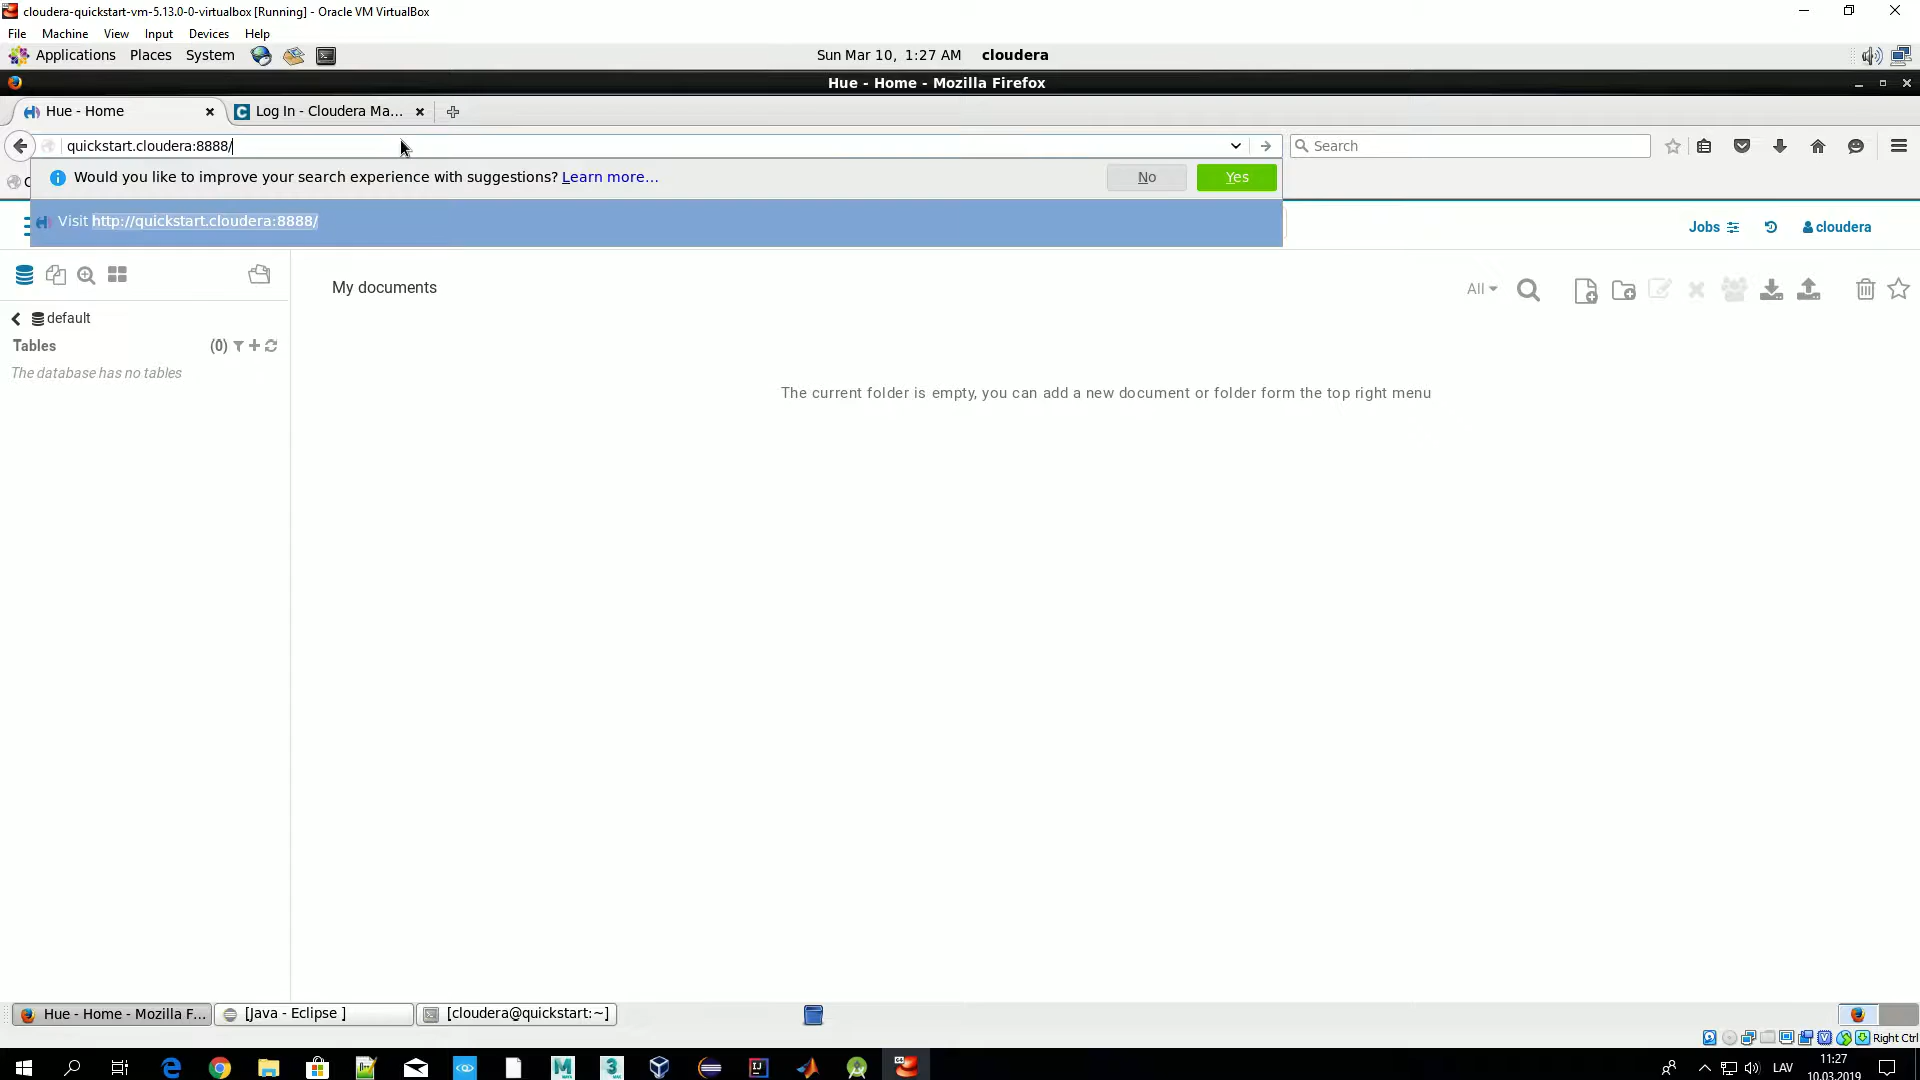 cloudera-quickstart-vm-5.13.0-0-virtualbox [Running] - Oracle VM VirtualBox
File Machine View Input Devices Help
Applications Places System Sun Mar 10, 1:27 AM cloudera
Hue - Home - Mozilla Firefox
Hue - Home Log In - Cloudera Ma...
quickstart.cloudera:8888/ Search
Would you like to improve your search experience with suggestions? Learn more... No Yes
Visit http://quickstart.cloudera:8888/
Jobs cloudera
My documents All
default
Tables (0)
The database has no tables
The current folder is empty, you can add a new document or folder form the top right menu
Hue - Home - Mozilla F... [Java - Eclipse ] [cloudera@quickstart:~]
Right Ctrl
LAV 11:27
10.03.2019